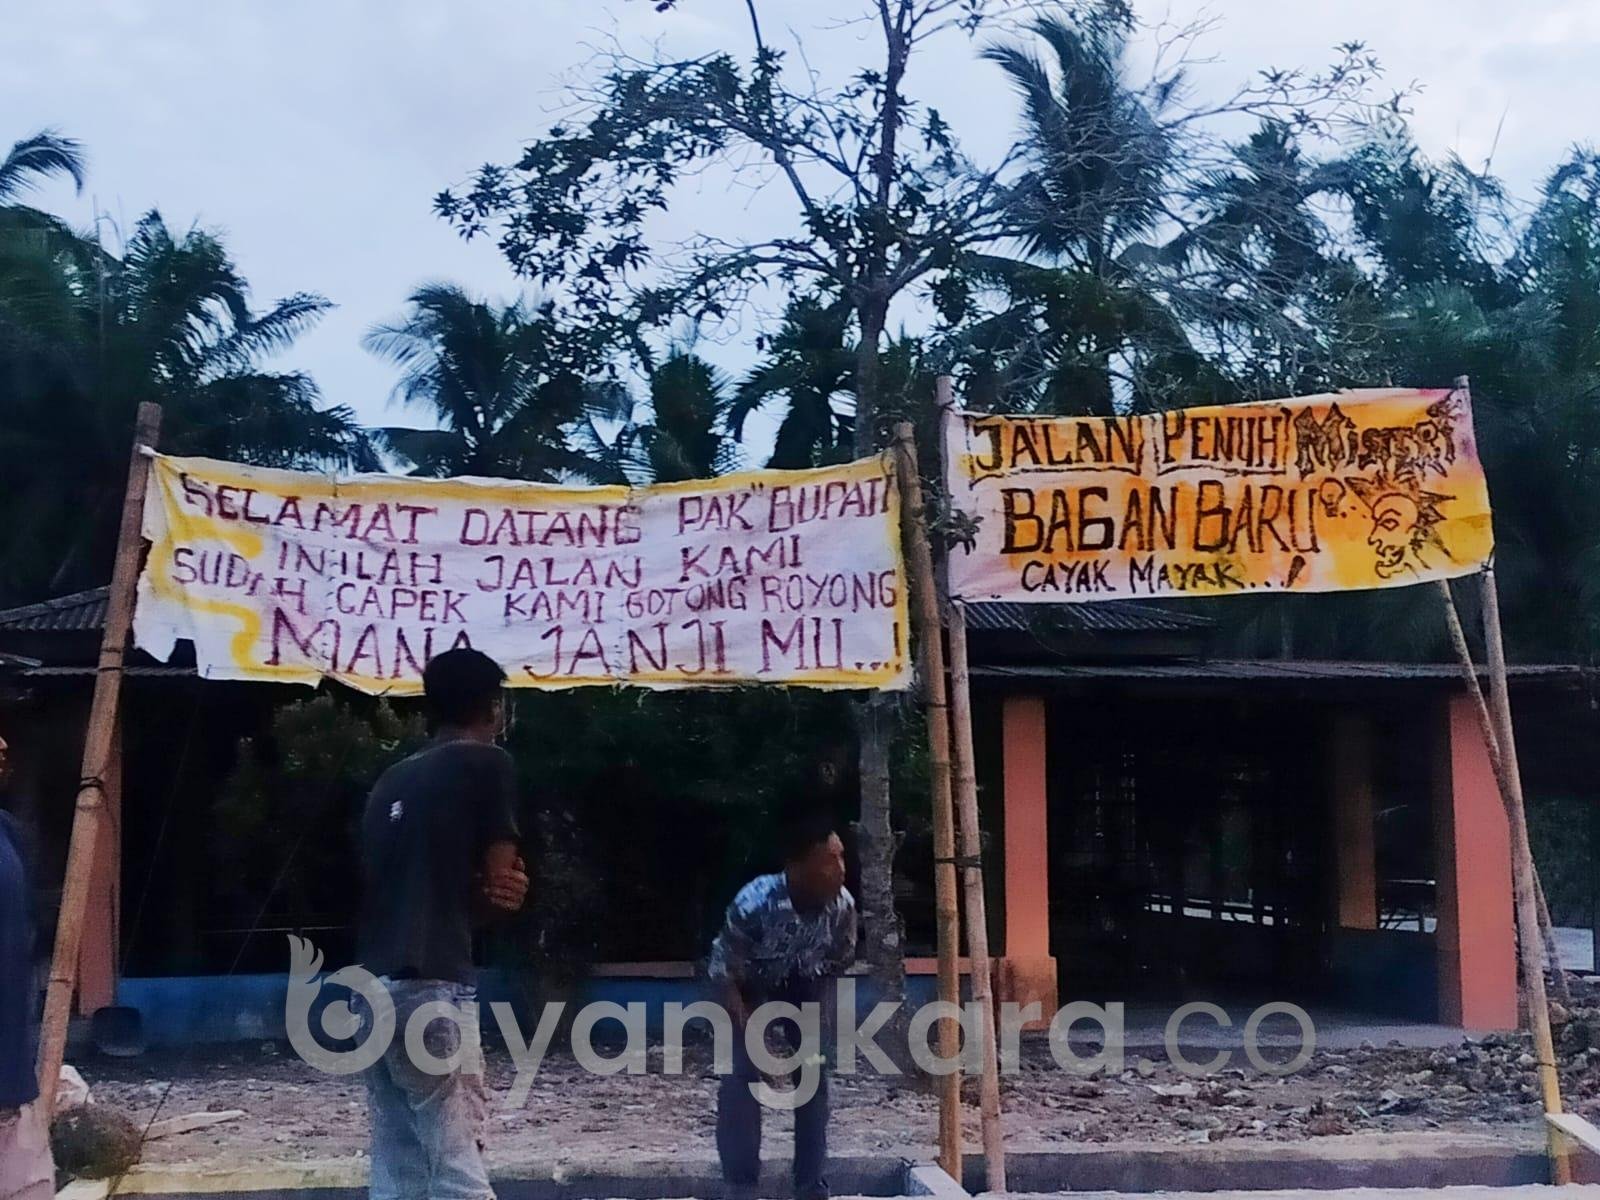 SELAMAT DATANG PAK "BUPATI
INILAH JALAN KAMI
SUDAH CAPEK KAMI GOTONG ROYONG
MANA JANJI MU...!
JALAN PENUH MiSTERi
BAGAN BARU
CAYAK MAYAK...!
bayangkara.co